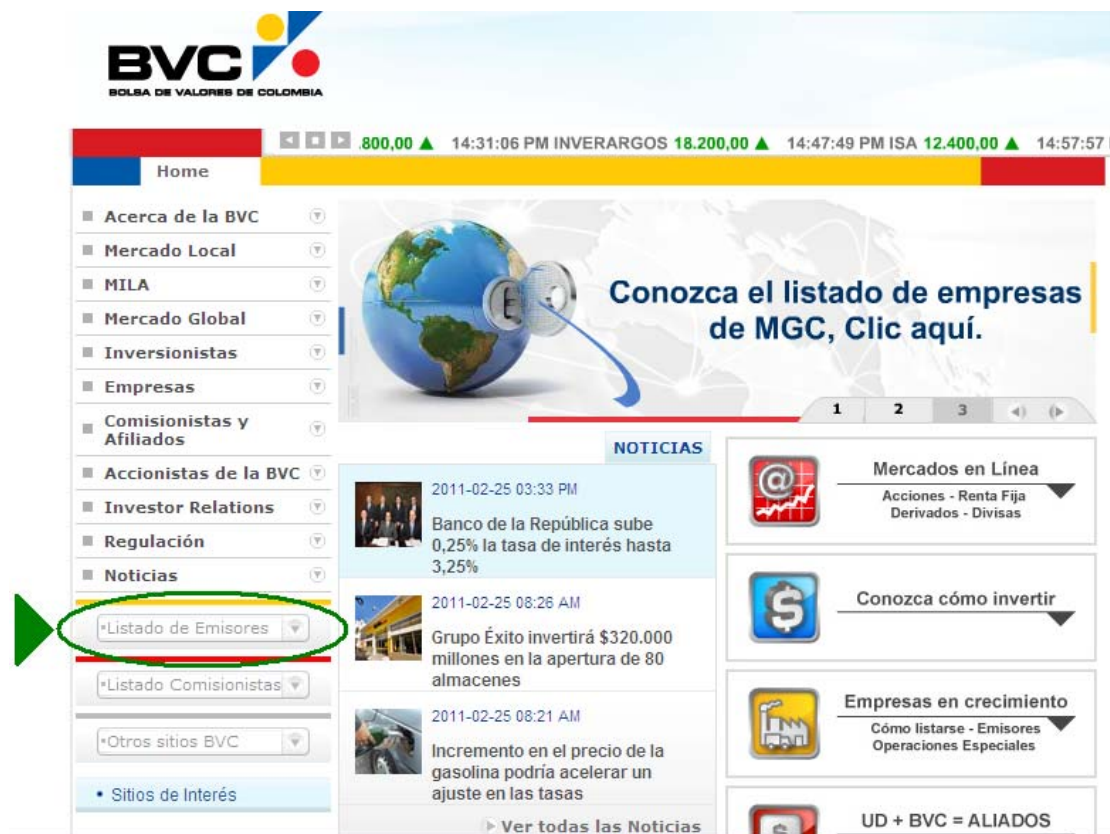 BVC
BOLSA DE VALORES DE COLOMBIA
.800,00 ▲ 14:31:06 PM INVERARGOS 18.200,00 ▲ 14:47:49 PM ISA 12.400,00 ▲ 14:57:57
Home
Acerca de la BVC
Mercado Local
MILA
Mercado Global
Inversionistas
Empresas
Comisionistas y
Afiliados
Accionistas de la BVC
Investor Relations
Regulación
Noticias
Listado de Emisores
Listado Comisionistas
Otros sitios BVC
• Sitios de Interés
Conozca el listado de empresas
de MGC, Clic aquí.
1 2 3
NOTICIAS
2011-02-25 03:33 PM
Banco de la República sube
0,25% la tasa de interés hasta
3,25%
2011-02-25 08:26 AM
Grupo Éxito invertirá $320.000
millones en la apertura de 80
almacenes
2011-02-25 08:21 AM
Incremento en el precio de la
gasolina podría acelerar un
ajuste en las tasas
Ver todas las Noticias
Mercados en Línea
Acciones - Renta Fija
Derivados - Divisas
Conozca cómo invertir
Empresas en crecimiento
Cómo listarse - Emisores
Operaciones Especiales
UD + BVC = ALIADOS